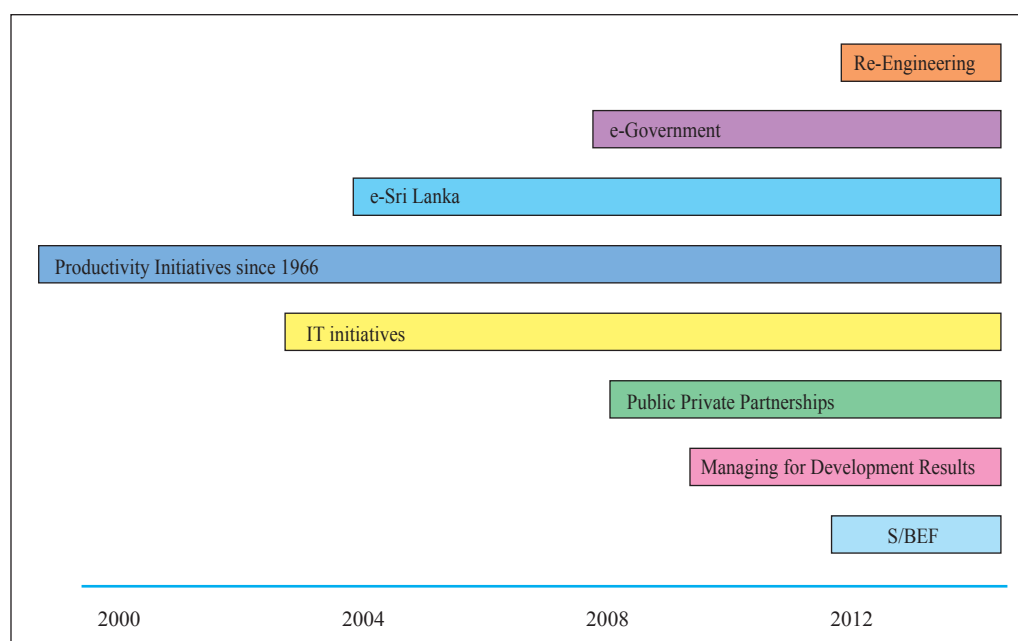 Re-Engineering
e-Government
e-Sri Lanka
Productivity Initiatives since 1966
IT initiatives
Public Private Partnerships
Managing for Development Results
S/BEF
2000 2004 2008 2012